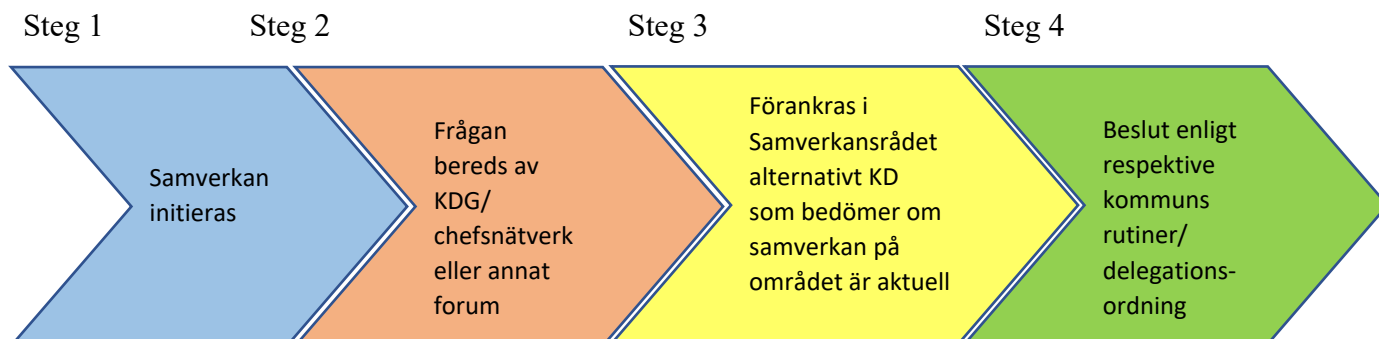 Steg 1
Steg 2
Steg 3
Steg 4
Samverkan
initieras
Frågan
bereds av
KDG/
chefsnätverk
eller annat
forum
Förankras i
Samverkansrådet
alternativt KD
som bedömer om
samverkan på
området är aktuell
Beslut enligt
respektive
kommuns
rutiner/
delegations-
ordning